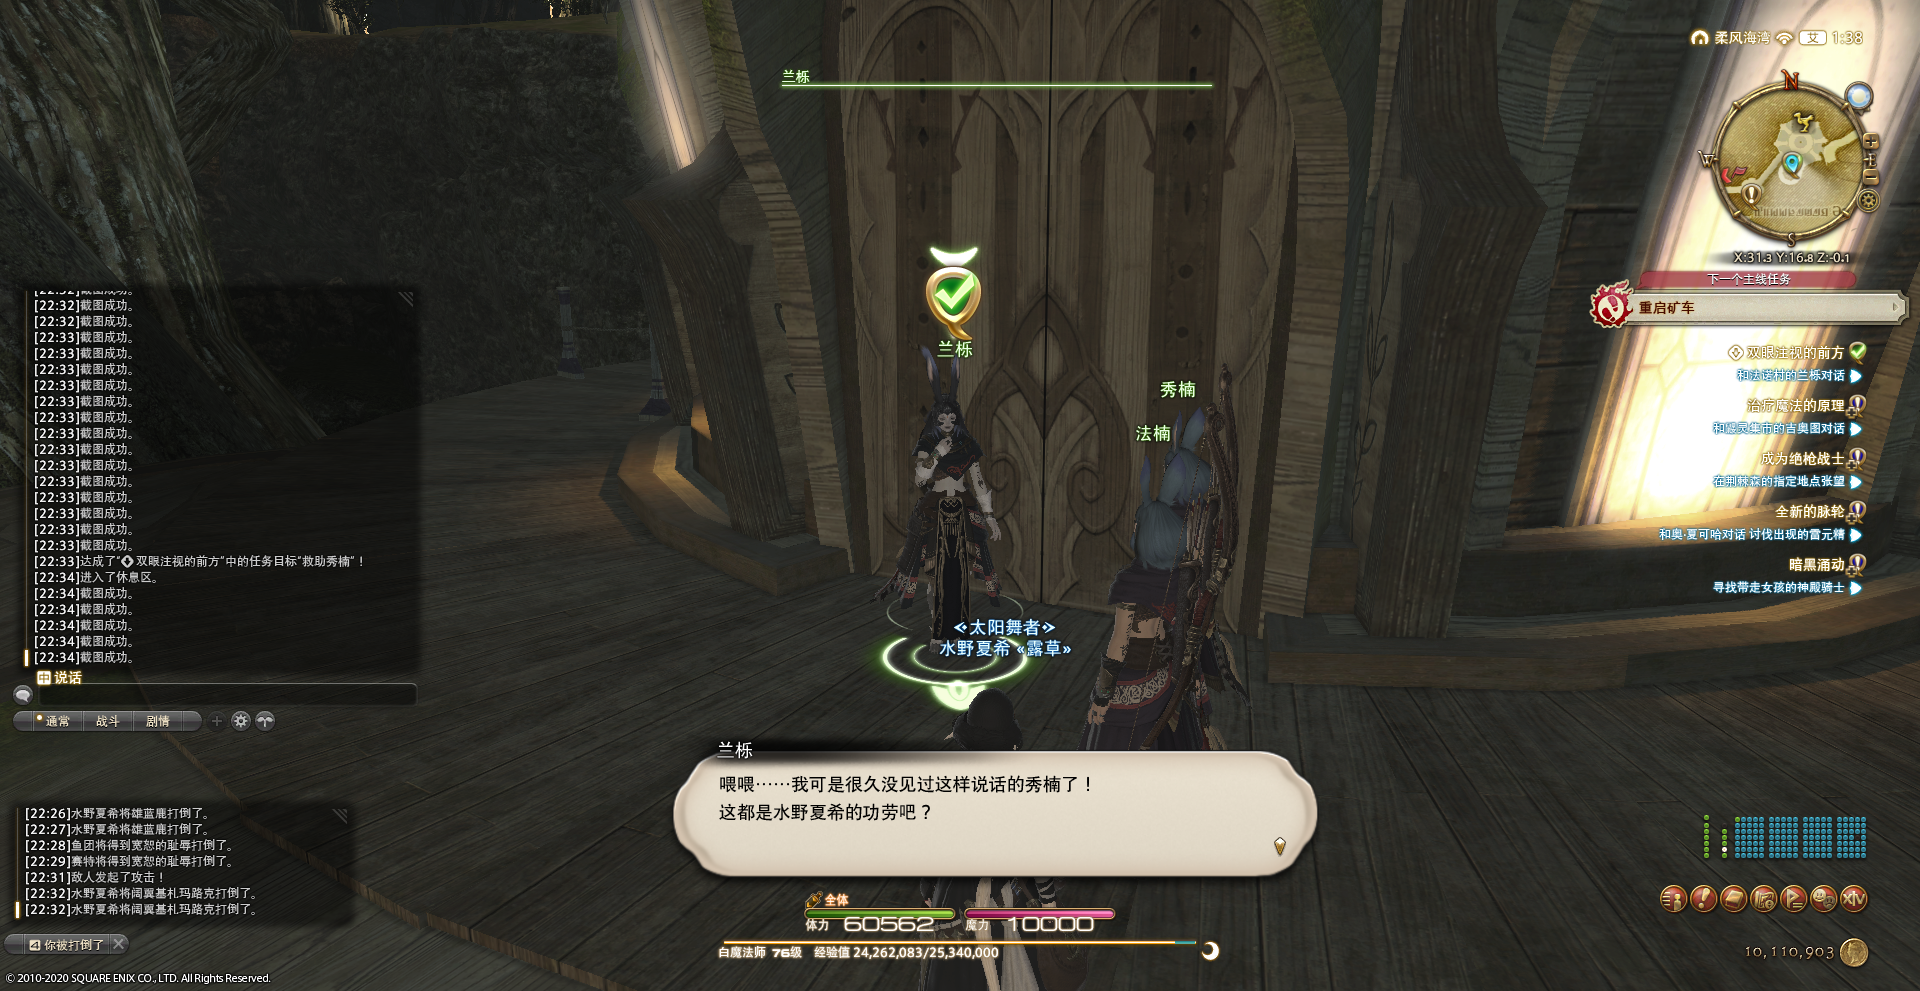 柔风海湾 艾 1:38
兰栎
N
W
E
S
X:31.3 Y:16.8 Z:-0.1
下一个主线任务
重启矿车
双眼注视的前方
和法诺村的兰栎对话
治疗魔法的原理
成为绝枪战士
在荆棘森的指定地点张望
全新的脉轮
和奥·夏可哈对话 讨伐出现的雷元精
暗黑涌动
寻找带走女孩的神殿骑士
兰栎
秀楠
法楠
太阳舞者
水野夏希 «露草»
[22:32]截图成功。
[22:32]截图成功。
[22:32]截图成功。
[22:33]截图成功。
[22:33]截图成功。
[22:33]截图成功。
[22:33]截图成功。
[22:33]截图成功。
[22:33]截图成功。
[22:33]截图成功。
[22:33]截图成功。
[22:33]截图成功。
[22:33]截图成功。
[22:33]截图成功。
[22:33]截图成功。
[22:33]截图成功。
[22:33]截图成功。
[22:33]达成了“双眼注视的前方”中的任务目标“救助秀楠”！
[22:34]进入了休息区。
[22:34]截图成功。
[22:34]截图成功。
[22:34]截图成功。
[22:34]截图成功。
[22:34]截图成功。
说话
通常 战斗 剧情
兰栎
喂喂……我可是很久没见过这样说话的秀楠了！
这都是水野夏希的功劳吧？
[22:26]水野夏希将雄蓝鹿打倒了。
[22:27]水野夏希将雄蓝鹿打倒了。
[22:28]鱼团将得到宽恕的耻辱打倒了。
[22:29]赛特将得到宽恕的耻辱打倒了。
[22:31]敌人发起了攻击！
[22:32]水野夏希将阔翼基札玛路克打倒了。
[22:32]水野夏希将阔翼基札玛路克打倒了。
4 你被打倒了
全体
体力 60562 魔力 10000
白魔法师 76级 经验值 24,262,083/25,340,000
XIV
10,110,903
© 2010-2020 SQUARE ENIX CO., LTD. All Rights Reserved.